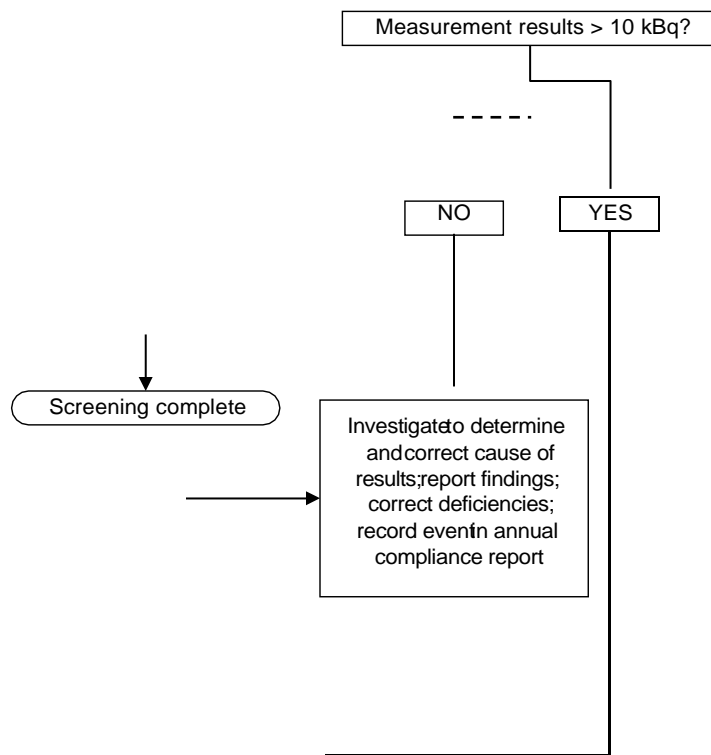 Measurement results > 10 kBq?
NO
YES
Screening complete
Investigateto determine
andcorrect cause of
results;report findings;
correct deficiencies;
record eventin annual
compliance report